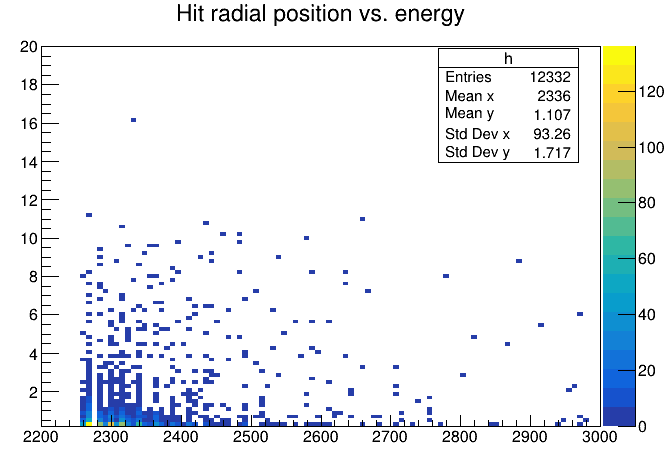 Hit radial position vs. energy
h
Entries 12332
Mean x 2336
Mean y 1.107
Std Dev x 93.26
Std Dev y 1.717
20
18
16
14
12
10
8
6
4
2
120
100
80
60
40
20
0
2200 2300 2400 2500 2600 2700 2800 2900 3000